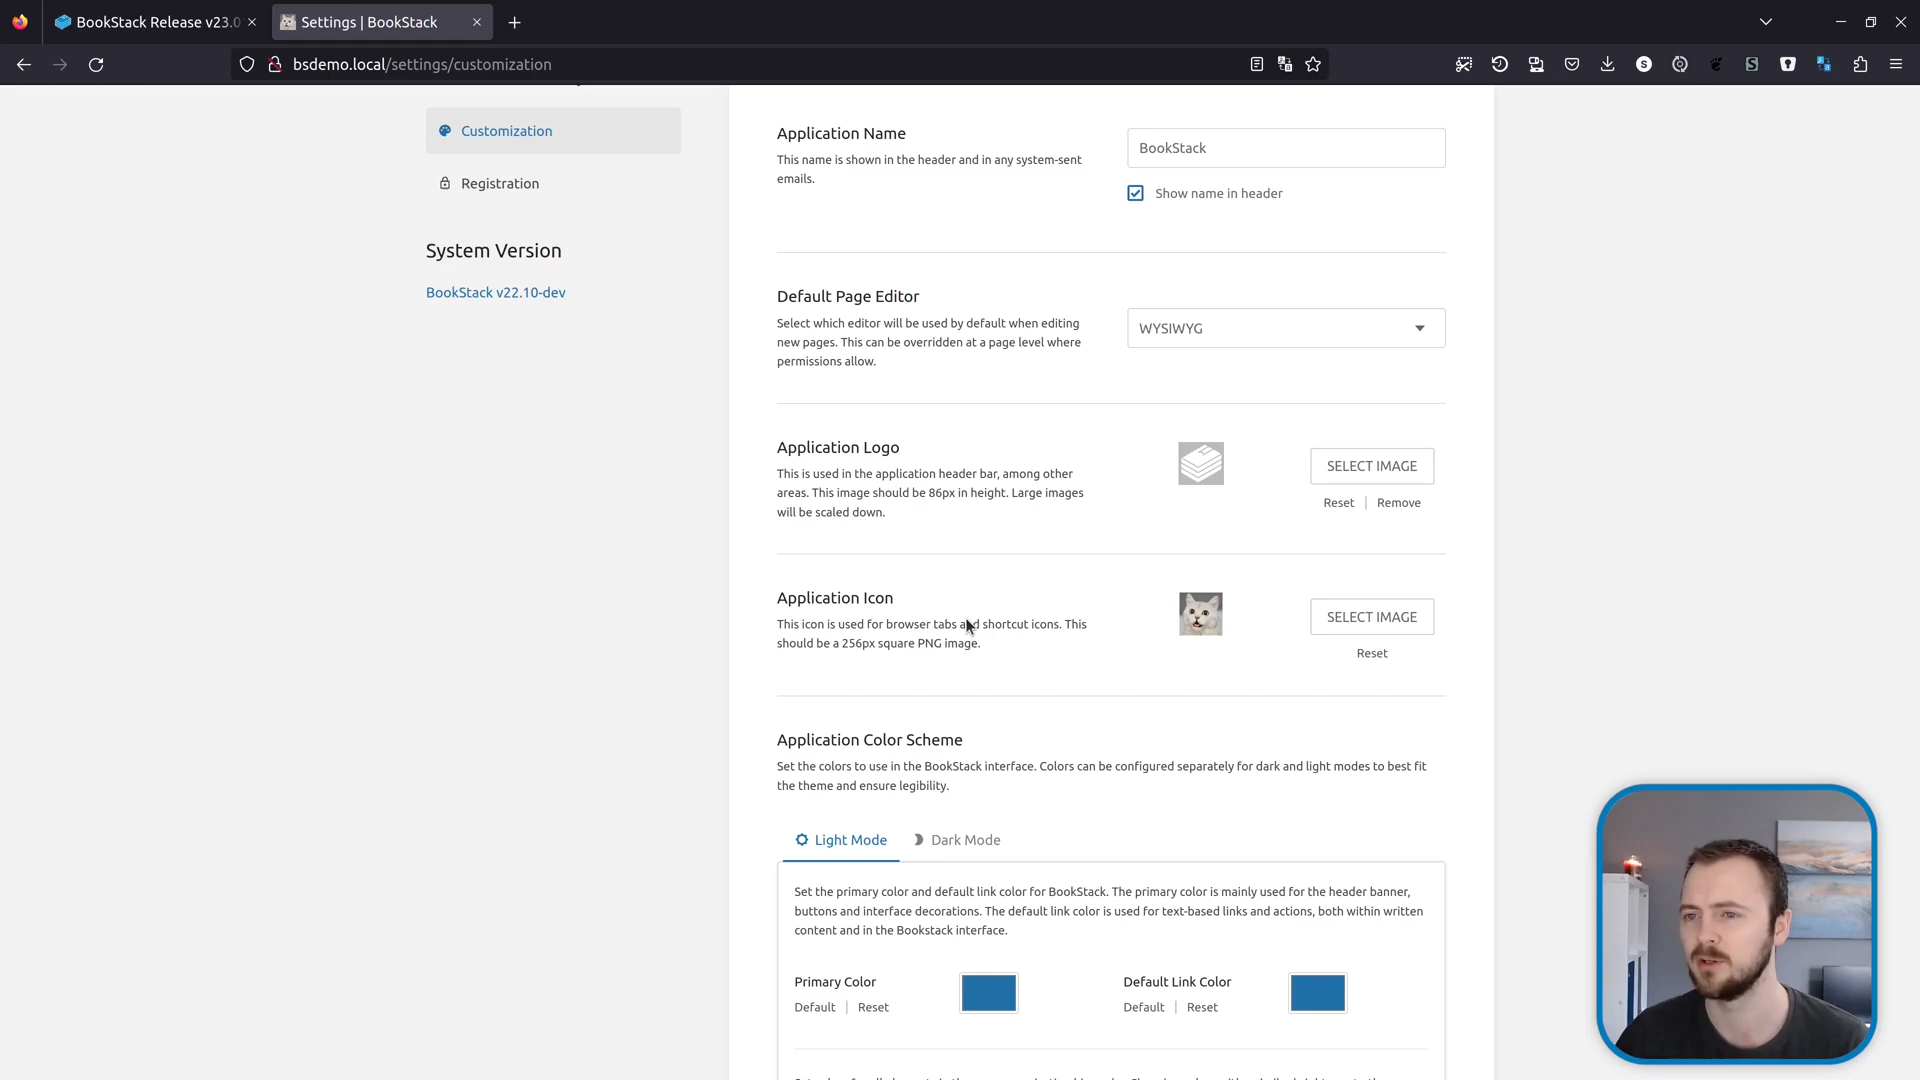 BookStack Release v23.0
Settings | BookStack
bsdemo.local/settings/customization
Customization
Registration
System Version
BookStack v22.10-dev
Application Name
This name is shown in the header and in any system-sent
emails.
BookStack
Show name in header
Default Page Editor
Select which editor will be used by default when editing
new pages. This can be overridden at a page level where
permissions allow.
WYSIWYG
Application Logo
This is used in the application header bar, among other
areas. This image should be 86px in height. Large images
will be scaled down.
SELECT IMAGE
Reset | Remove
Application Icon
This icon is used for browser tabs and shortcut icons. This
should be a 256px square PNG image.
SELECT IMAGE
Reset
Application Color Scheme
Set the colors to use in the BookStack interface. Colors can be configured separately for dark and light modes to best fit
the theme and ensure legibility.
Light Mode
Dark Mode
Set the primary color and default link color for BookStack. The primary color is mainly used for the header banner,
buttons and interface decorations. The default link color is used for text-based links and actions, both within written
content and in the Bookstack interface.
Primary Color
Default | Reset
Default Link Color
Default | Reset